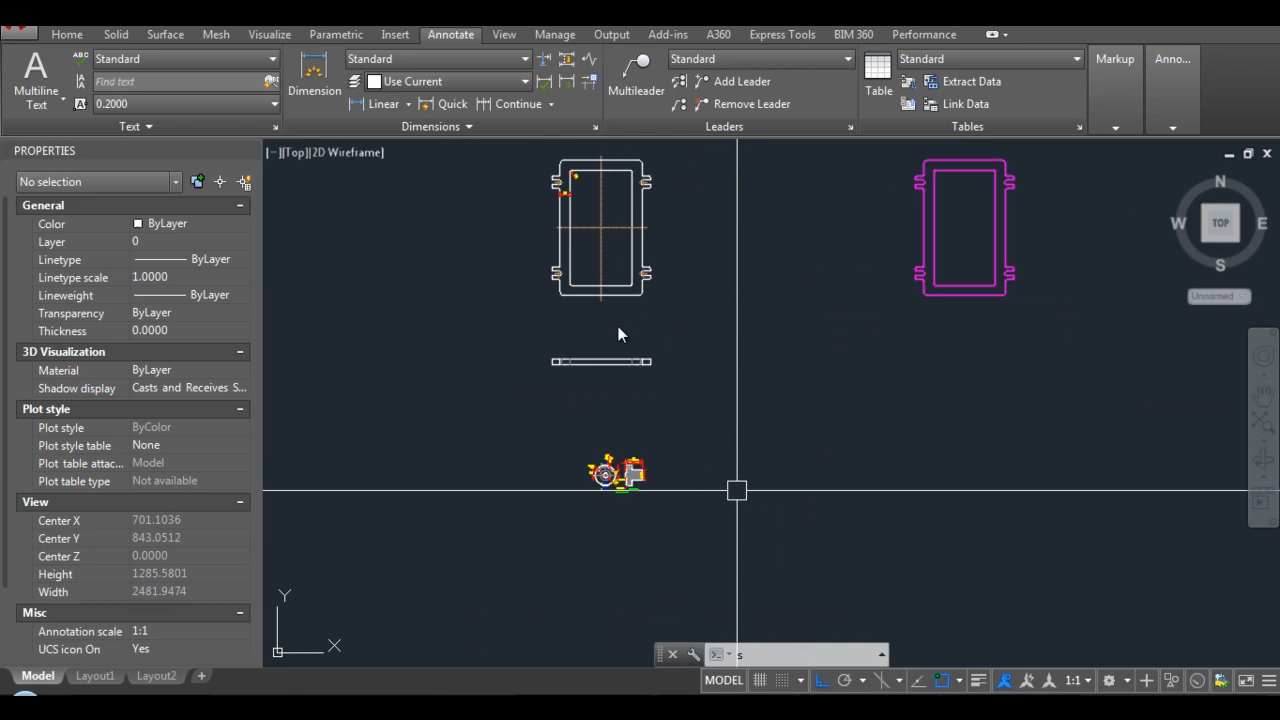 Home Solid Surface Mesh Visualize Parametric Insert Annotate View Manage Output Add-ins A360 Express Tools BIM 360 Performance
Multiline Text
Standard
Find text
0.2000
Text
Dimension
Standard
Use Current
Linear Quick Continue
Dimensions
Multileader
Standard
Add Leader
Remove Leader
Leaders
Table
Standard
Extract Data
Link Data
Tables
Markup
Anno...
PROPERTIES
No selection
General
Color ByLayer
Layer 0
Linetype ByLayer
Linetype scale 1.0000
Lineweight ByLayer
Transparency ByLayer
Thickness 0.0000
3D Visualization
Material ByLayer
Shadow display Casts and Receives S...
Plot style
Plot style ByColor
Plot style table None
Plot table attac... Model
Plot table type Not available
View
Center X 701.1036
Center Y 843.0512
Center Z 0.0000
Height 1285.5801
Width 2481.9474
Misc
Annotation scale 1:1
UCS icon On Yes
[−][Top][2D Wireframe]
N
W TOP E
S
Unnamed
Y
X
s
Model Layout1 Layout2 +
MODEL 1:1